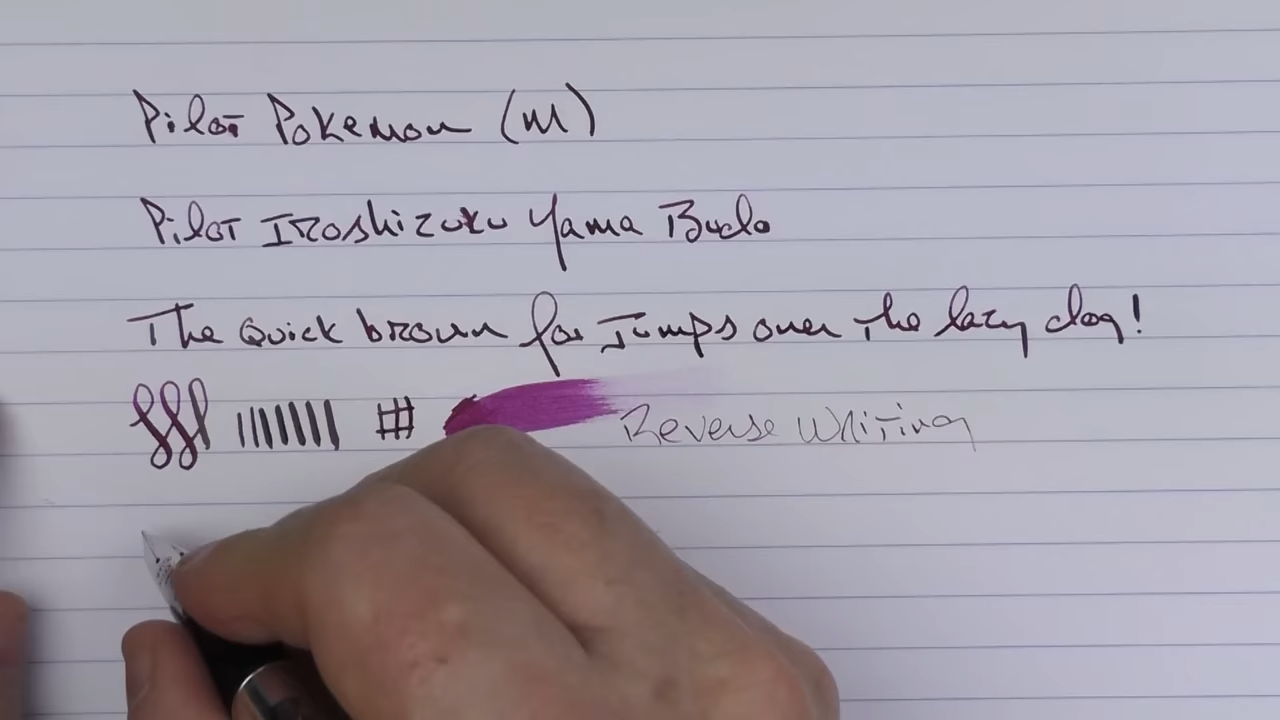 Pilot Pokemon (M)
Pilot Iroshizuku Yama Budo
The quick brown fox jumps over the lazy dog!
# Reverse Writing